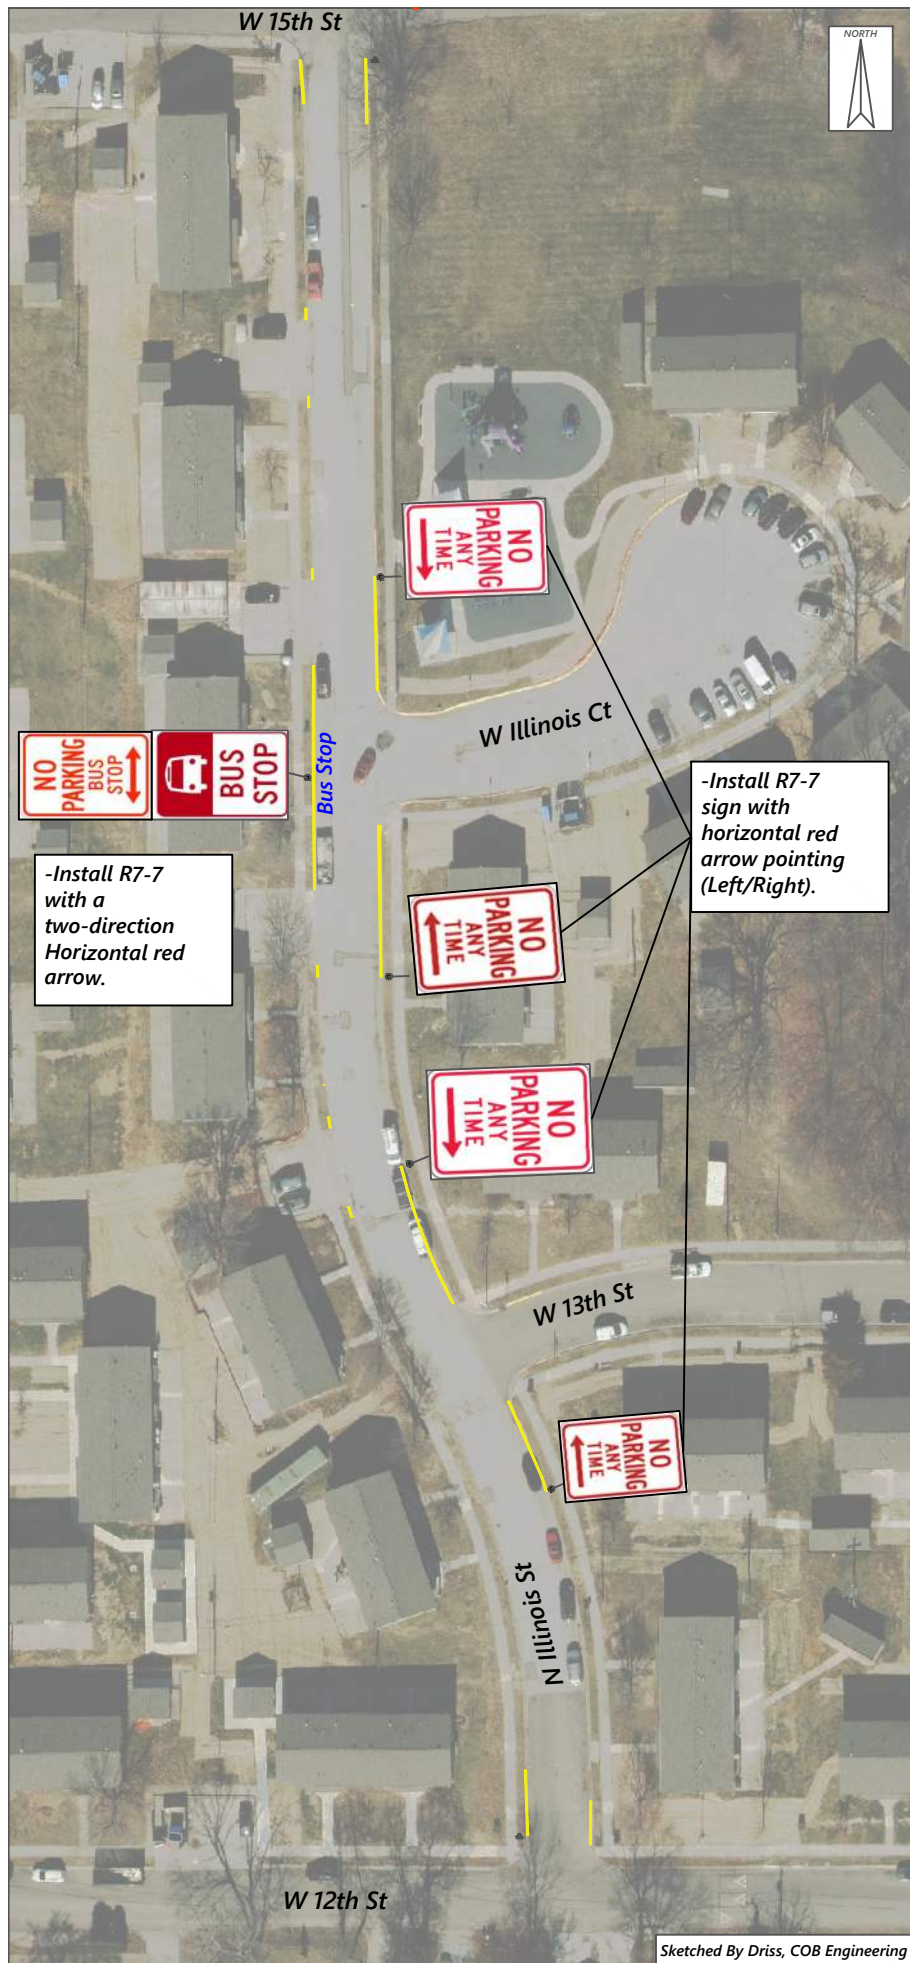 W 15th St
NORTH
NO
PARKING
ANY
TIME
W Illinois Ct
Bus Stop
NO
PARKING
BUS
STOP
BUS
STOP
-Install R7-7
sign with
horizontal red
arrow pointing
(Left/Right).
-Install R7-7
with a
two-direction
Horizontal red
arrow.
NO
PARKING
ANY
TIME
NO
PARKING
ANY
TIME
W 13th St
NO
PARKING
ANY
TIME
N Illinois St
W 12th St
Sketched By Driss, COB Engineering